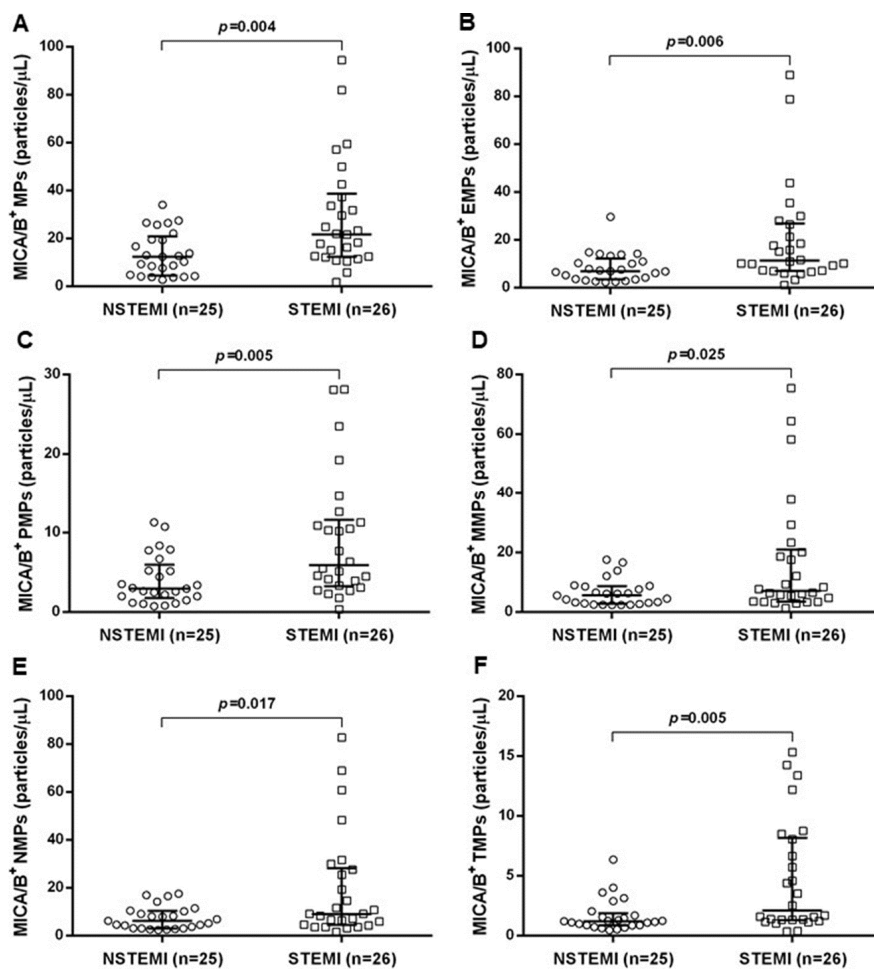 A
p=0.004
MICA/B⁺ MPs (particles/μL)
100
80
60
40
20
0
NSTEMI (n=25)
STEMI (n=26)
B
p=0.006
MICA/B⁺ EMPs (particles/μL)
100
80
60
40
20
0
NSTEMI (n=25)
STEMI (n=26)
C
p=0.005
MICA/B⁺ PMPs (particles/μL)
30
20
10
0
NSTEMI (n=25)
STEMI (n=26)
D
p=0.025
MICA/B⁺ MMPs (particles/μL)
80
60
40
20
0
NSTEMI (n=25)
STEMI (n=26)
E
p=0.017
MICA/B⁺ NMPs (particles/μL)
100
80
60
40
20
0
NSTEMI (n=25)
STEMI (n=26)
F
p=0.005
MICA/B⁺ TMPs (particles/μL)
20
15
10
5
0
NSTEMI (n=25)
STEMI (n=26)